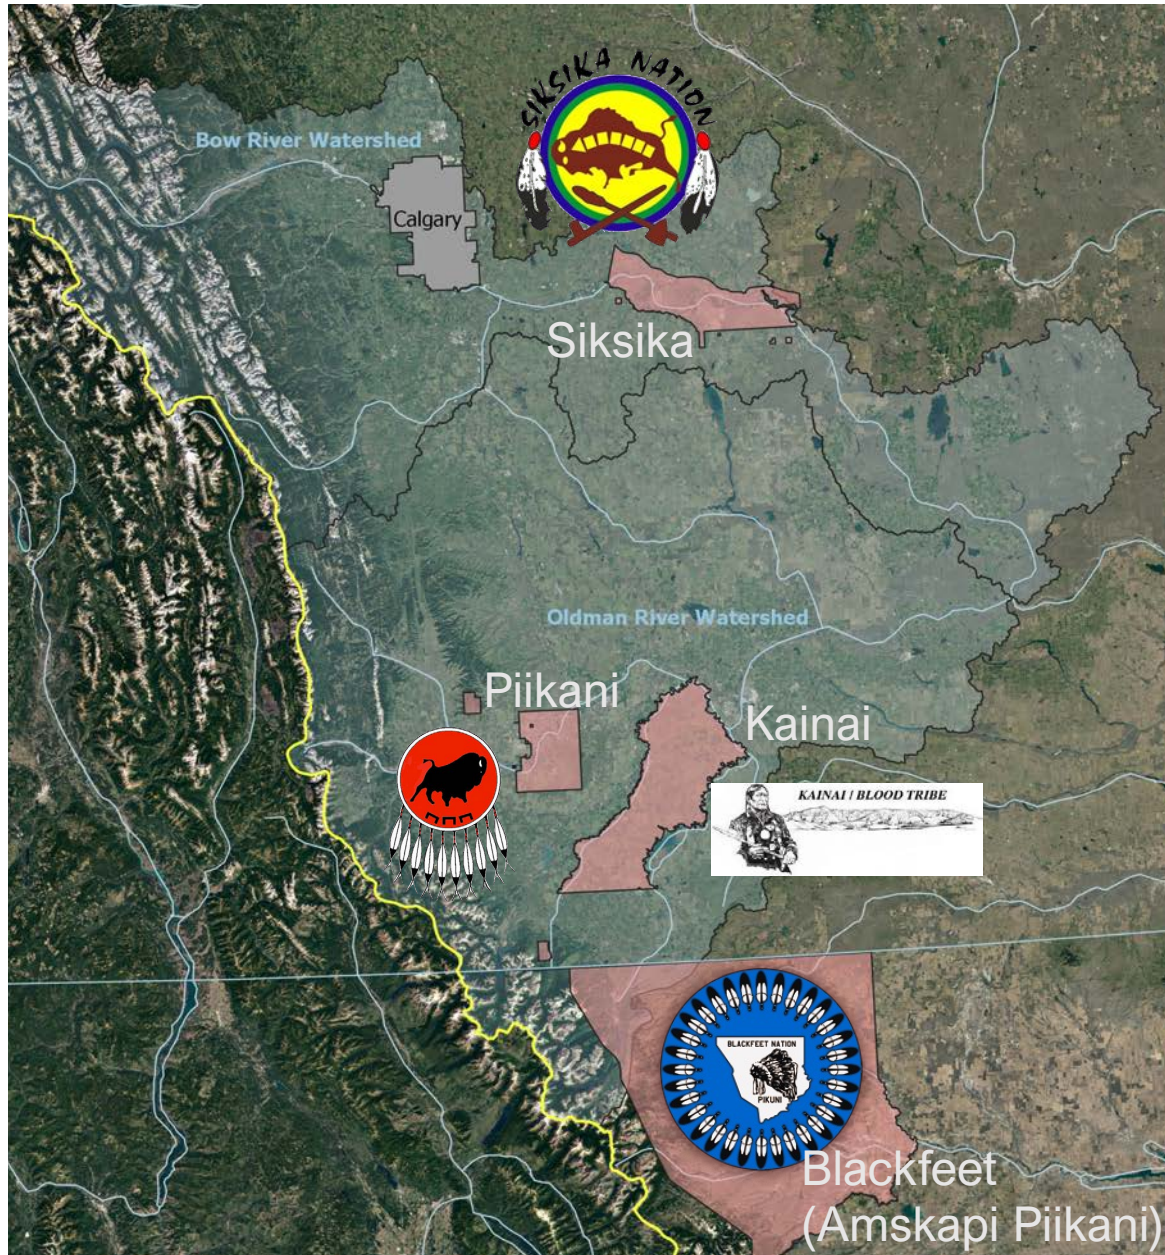 SIKSIKA NATION
Bow River Watershed
Calgary
Siksika
Oldman River Watershed
Piikani
Kainai
KAINAI / BLOOD TRIBE
BLACKFEET NATION
PIKUNI
Blackfeet
(Amskapi Piikani)